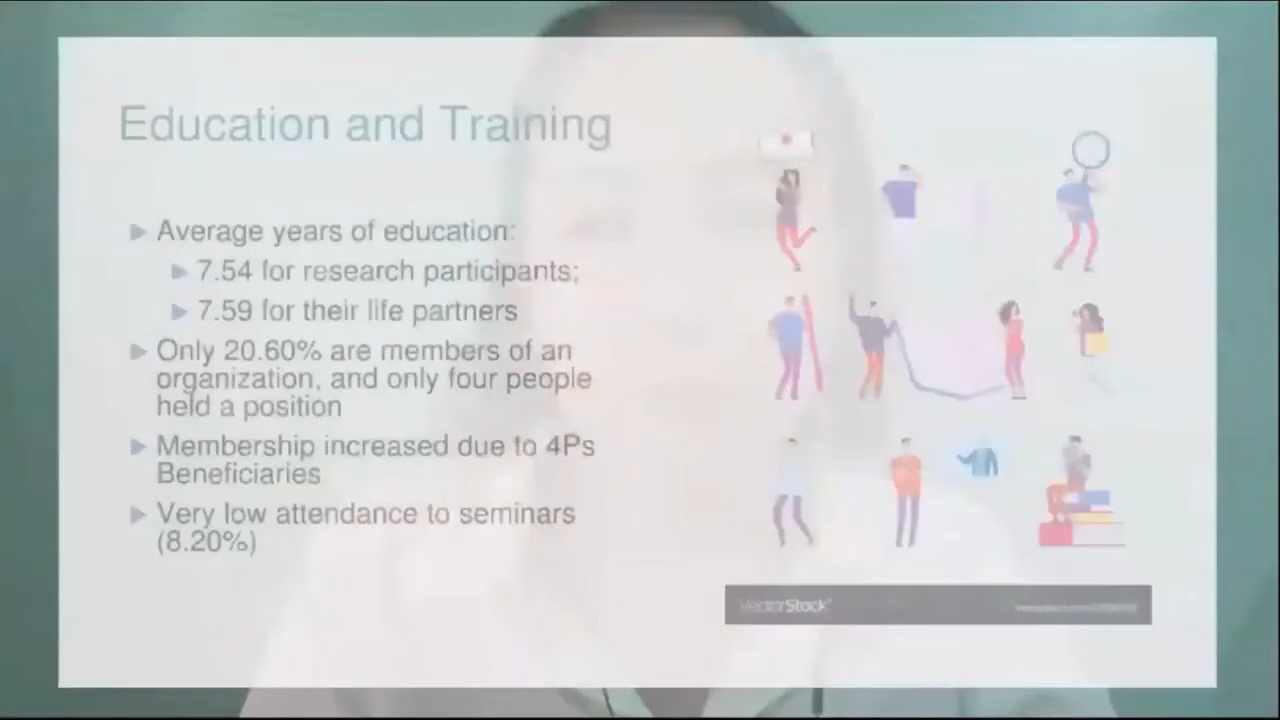 Education and Training
Average years of education:
7.54 for research participants;
7.59 for their life partners
Only 20.60% are members of an
organization, and only four people
held a position
Membership increased due to 4Ps
Beneficiaries
Very low attendance to seminars
(8.20%)
VectorStock